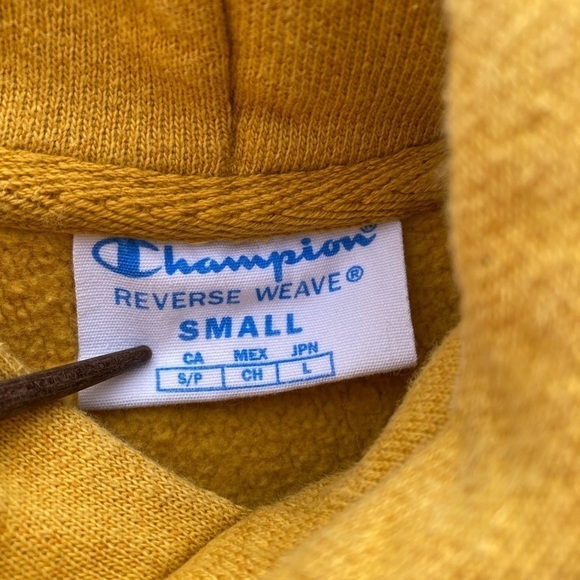 Champion®
REVERSE WEAVE®
SMALL
CA MEX JPN
S/P CH L